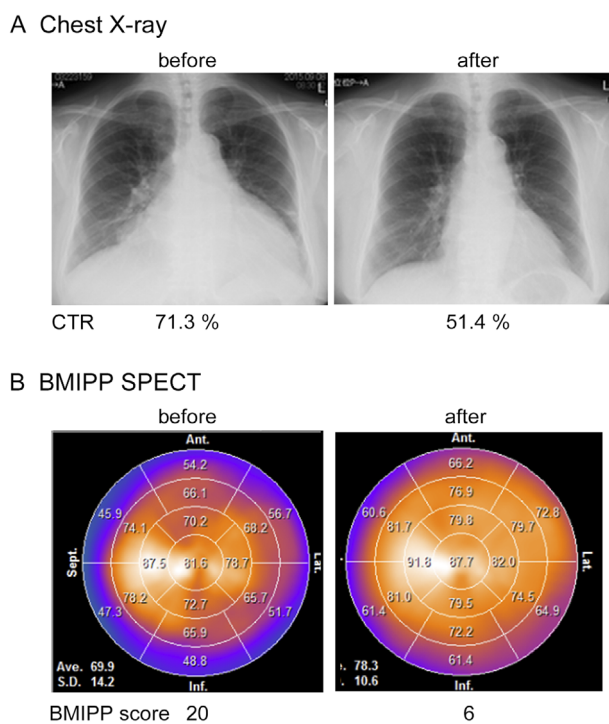 A Chest X-ray
before after
2015.09.08
L L
CTR 71.3 % 51.4 %
B BMIPP SPECT
before after
Ant. Ant.
54.2 66.2
66.1 76.9
45.9 56.7 60.6 72.8
74.1 70.2 68.2 81.7 79.8 79.7
Sept. 87.5 81.6 78.7 Lat. 91.8 87.7 82.0 Lat.
78.2 72.7 65.7 81.0 79.5 74.5
47.3 51.7 61.4 64.9
65.9 72.2
48.8 61.4
Ave. 69.9 . 78.3
S.D. 14.2 . 10.6
Inf. Inf.
BMIPP score 20 6